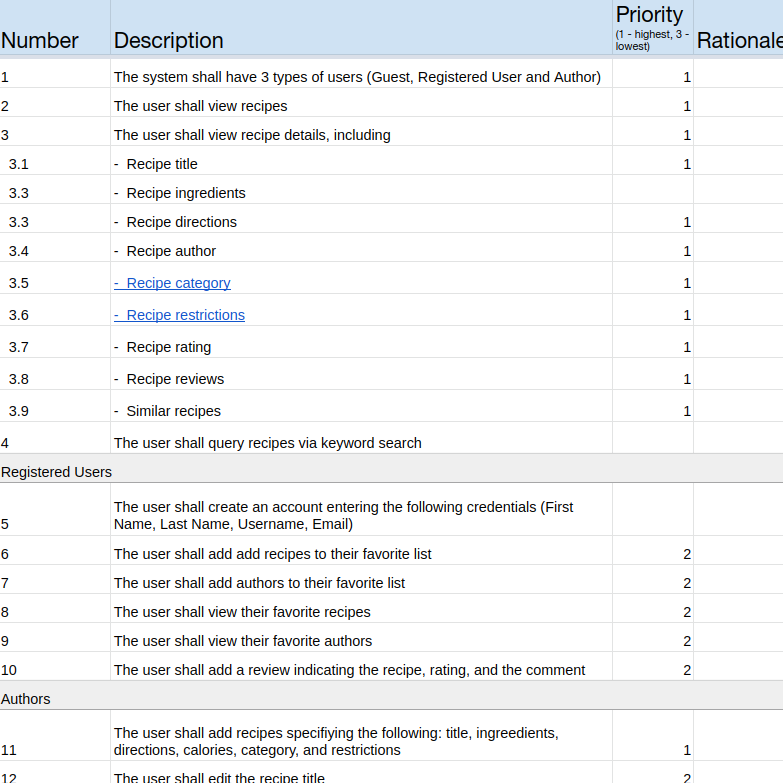 Number Description Priority (1 - highest, 3 - lowest) Rationale
1 The system shall have 3 types of users (Guest, Registered User and Author) 1
2 The user shall view recipes 1
3 The user shall view recipe details, including 1
3.1 - Recipe title 1
3.3 - Recipe ingredients
3.3 - Recipe directions 1
3.4 - Recipe author 1
3.5 - Recipe category 1
3.6 - Recipe restrictions 1
3.7 - Recipe rating 1
3.8 - Recipe reviews 1
3.9 - Similar recipes 1
4 The user shall query recipes via keyword search
Registered Users
The user shall create an account entering the following credentials (First
5 Name, Last Name, Username, Email)
6 The user shall add add recipes to their favorite list 2
7 The user shall add authors to their favorite list 2
8 The user shall view their favorite recipes 2
9 The user shall view their favorite authors 2
10 The user shall add a review indicating the recipe, rating, and the comment 2
Authors
The user shall add recipes specifiying the following: title, ingreedients,
11 directions, calories, category, and restrictions 1
12 The user shall edit the recipe title 2